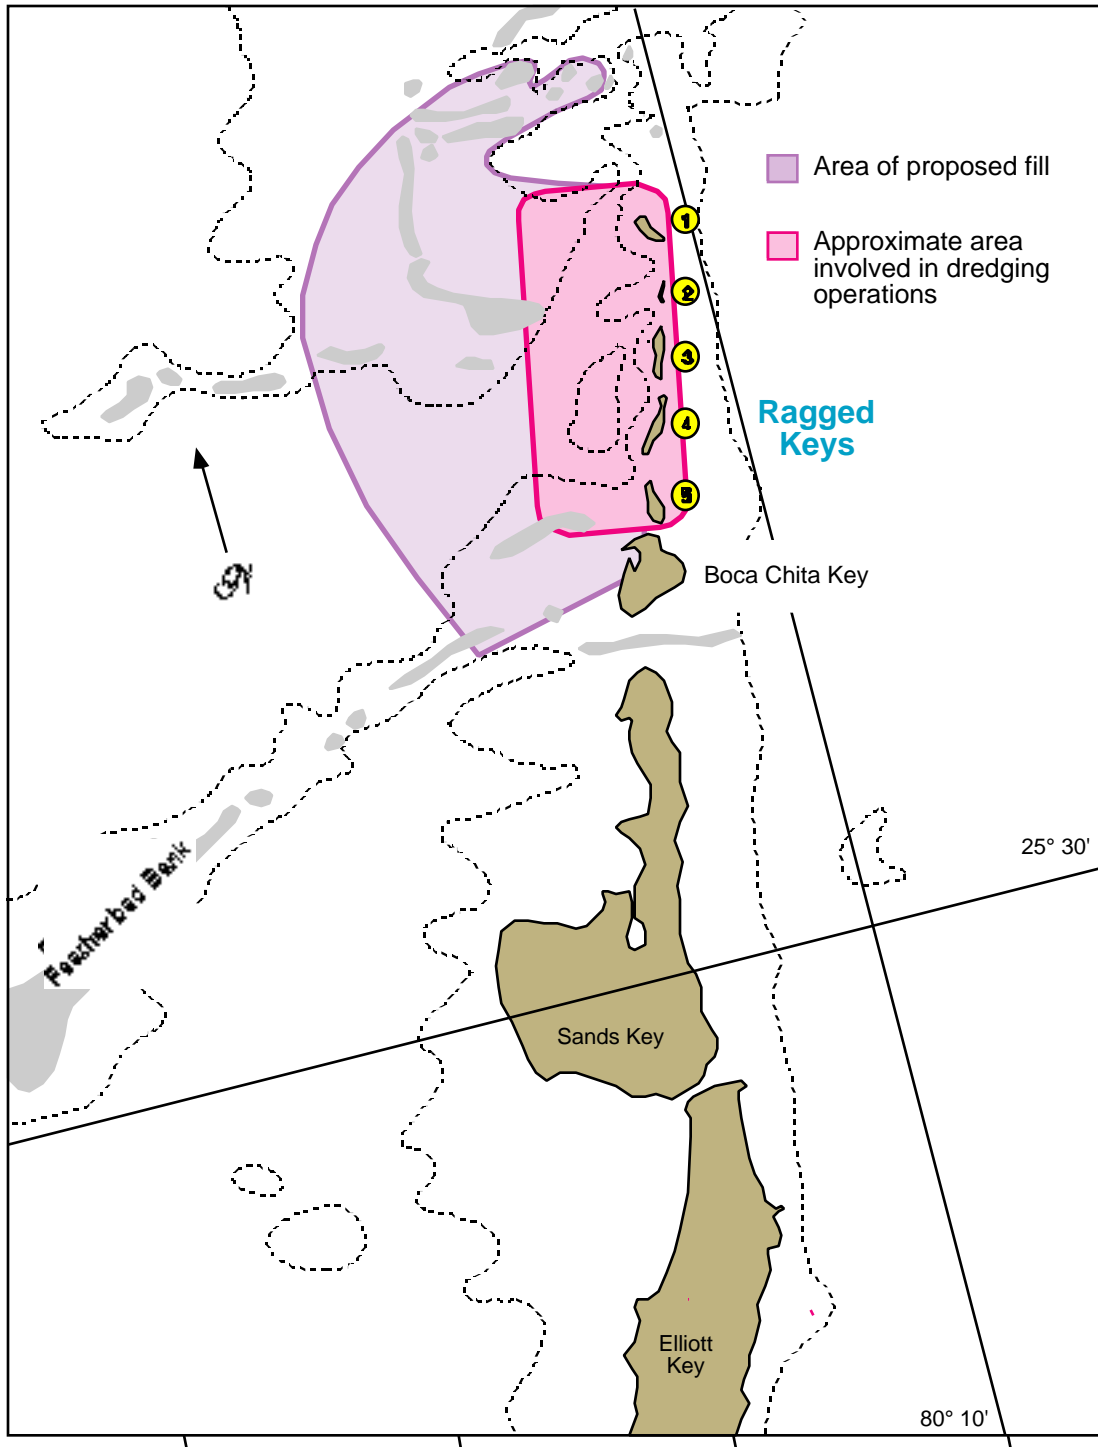 Area of proposed fill
Approximate area
involved in dredging
operations
1
2
3
4
5
Ragged
Keys
Boca Chita Key
25° 30'
Featherbed Bank
Sands Key
Elliott
Key
80° 10'